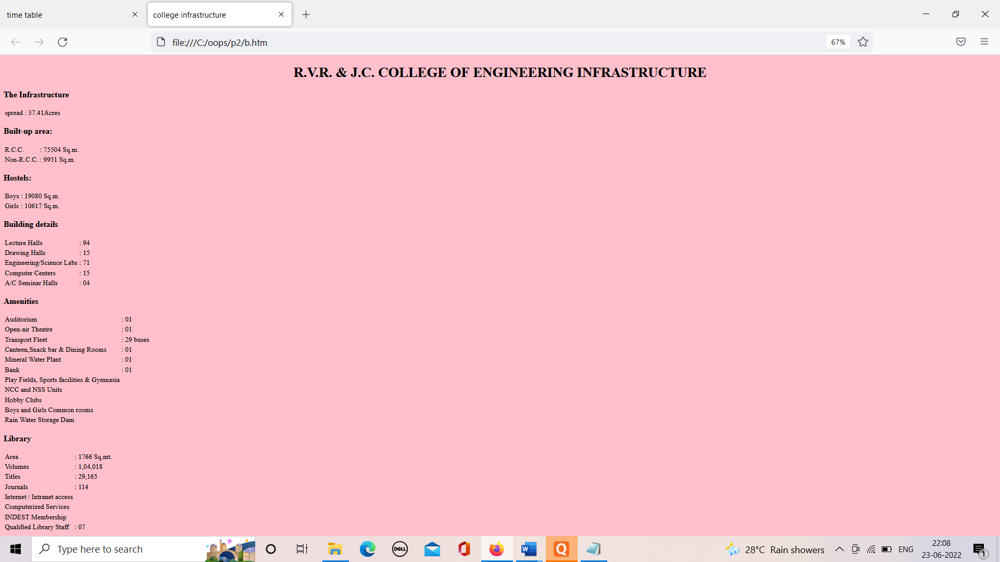 time table
college infrastructure
file:///C:/oops/p2/b.htm
67%
R.V.R. & J.C. COLLEGE OF ENGINEERING INFRASTRUCTURE
The Infrastructure
spread : 37.41Acres
Built-up area:
R.C.C. : 75504 Sq.m.
Non-R.C.C. : 9951 Sq.m.
Hostels:
Boys : 19080 Sq.m.
Girls : 10617 Sq.m.
Building details
Lecture Halls : 94
Drawing Halls : 15
Engineering/Science Labs : 71
Computer Centers : 15
A/C Seminar Halls : 04
Amenities
Auditorium : 01
Open-air Theatre : 01
Transport Fleet : 29 buses
Canteen,Snack bar & Dining Rooms : 01
Mineral Water Plant : 01
Bank : 01
Play Fields, Sports facilities & Gymnasia
NCC and NSS Units
Hobby Clubs
Boys and Girls Common rooms
Rain Water Storage Dam
Library
Area : 1766 Sq.mt.
Volumes : 1,04,018
Titles : 29,165
Journals : 114
Internet / Intranet access
Computerized Services
INDEST Membership
Qualified Library Staff : 07
Type here to search
DELL
W
Q
28°C Rain showers
ENG
22:08
23-06-2022
1